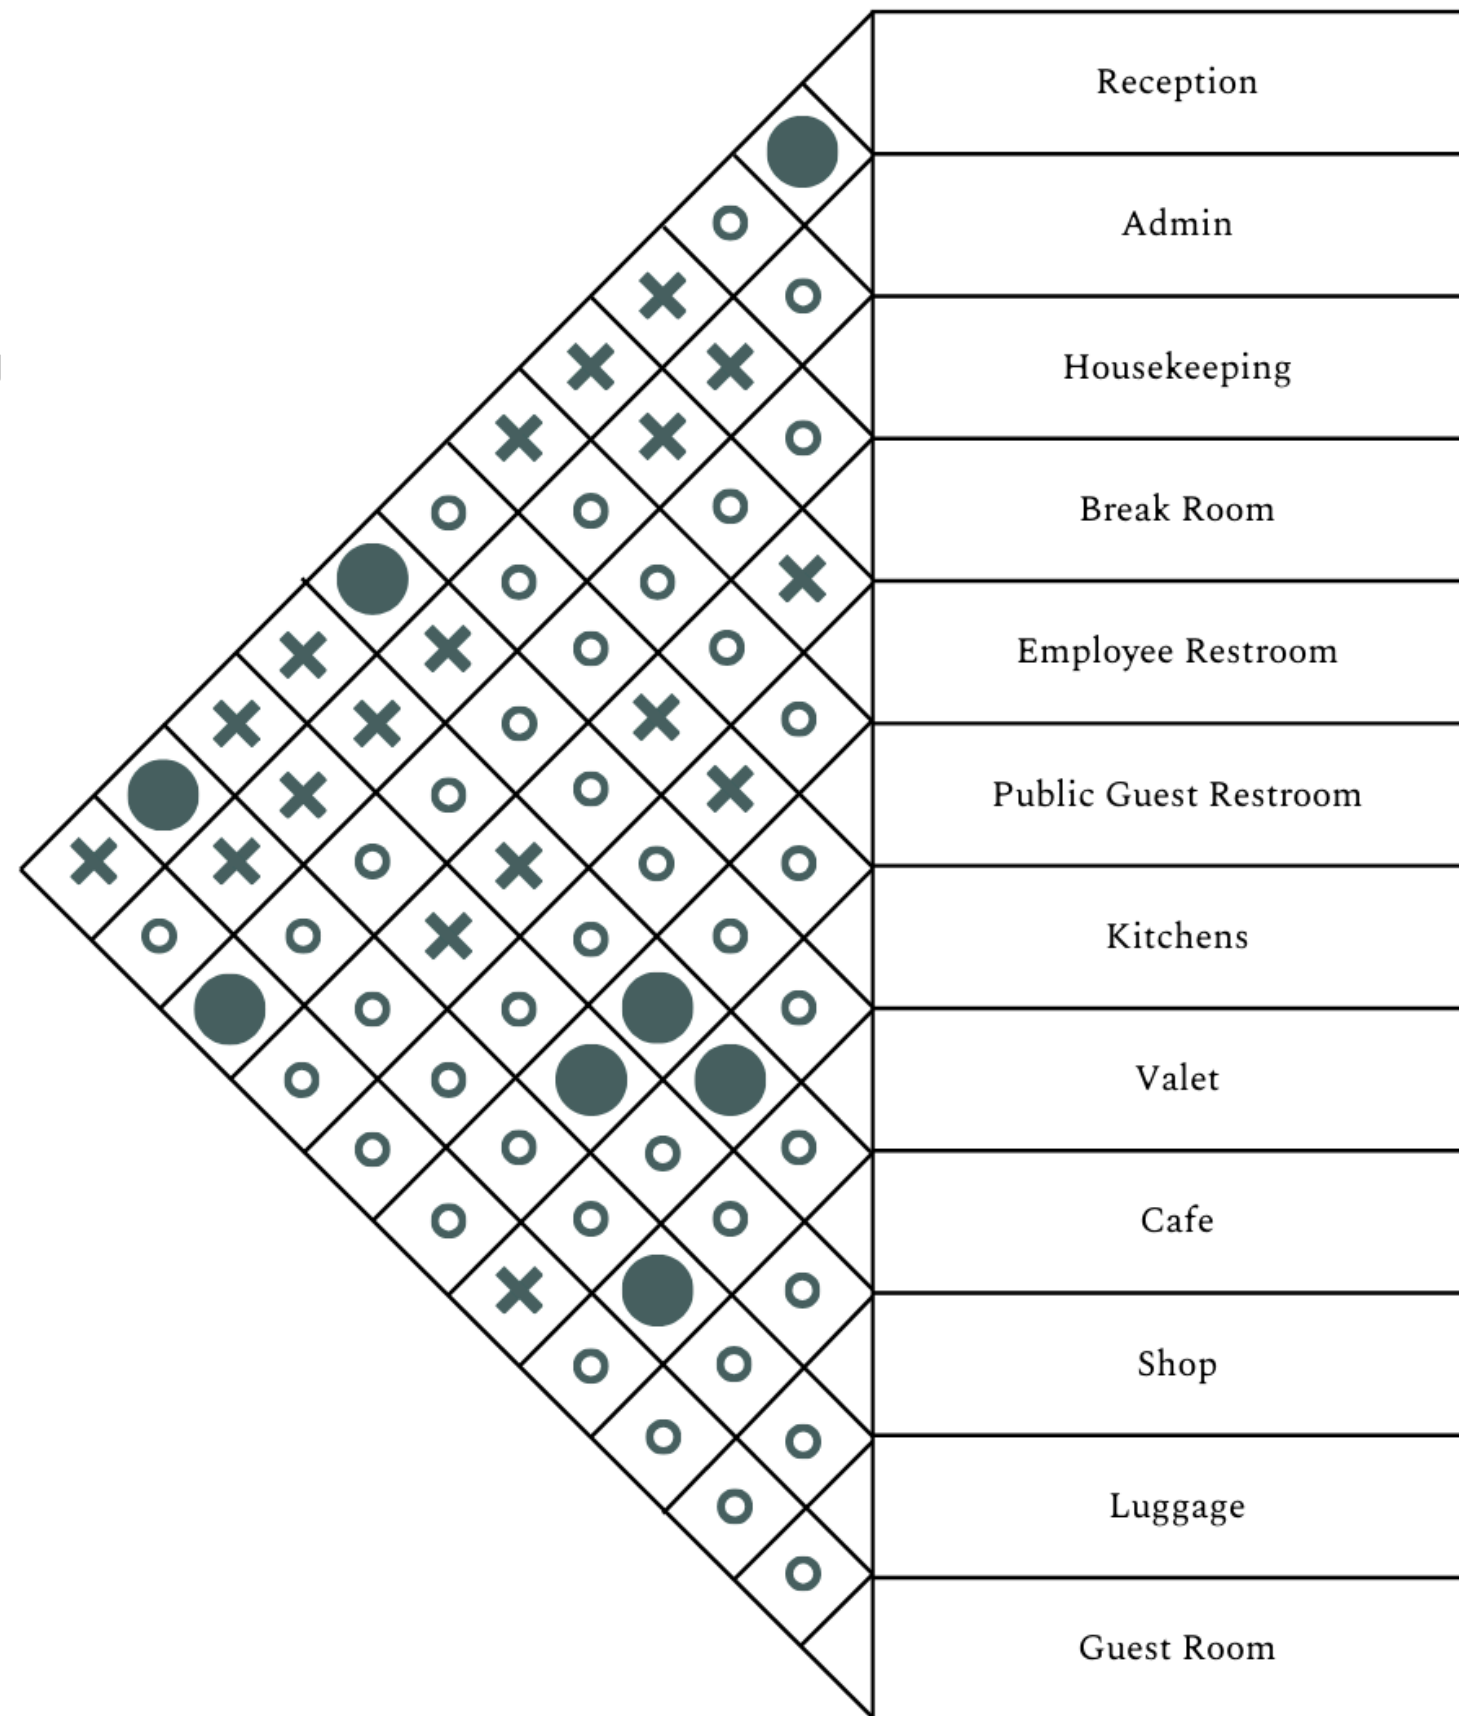 Reception
Admin
Housekeeping
Break Room
Employee Restroom
Public Guest Restroom
Kitchens
Valet
Cafe
Shop
Luggage
Guest Room